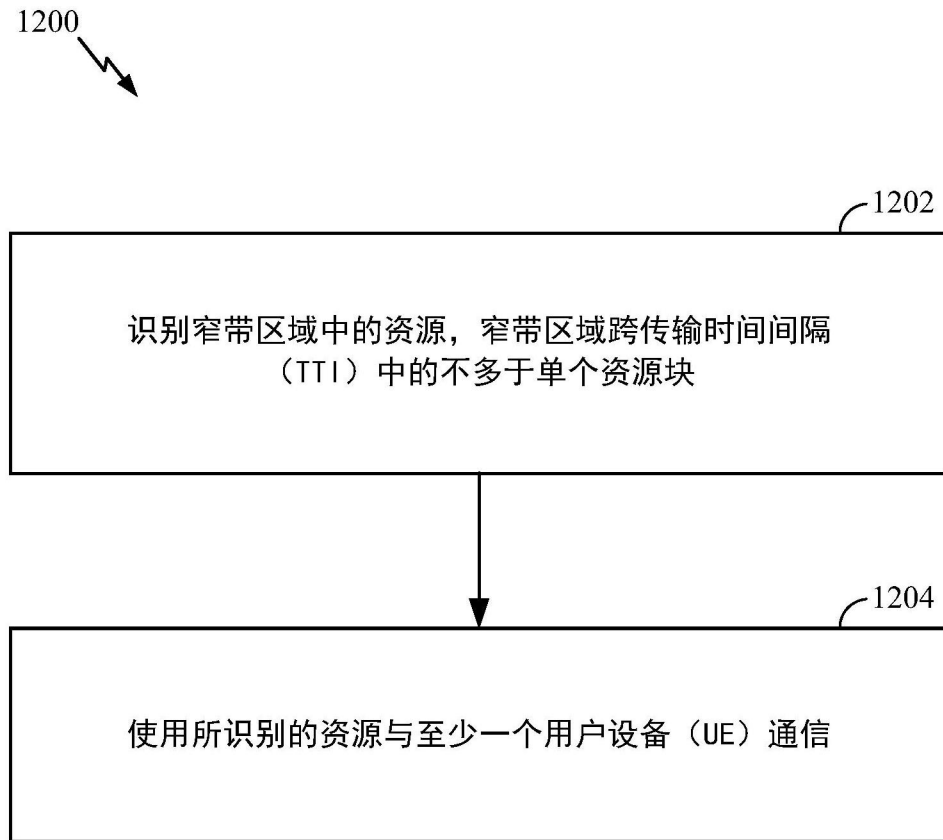 1200
1202
识别窄带区域中的资源，窄带区域跨传输时间间隔
（TTI）中的不多于单个资源块
1204
使用所识别的资源与至少一个用户设备（UE）通信